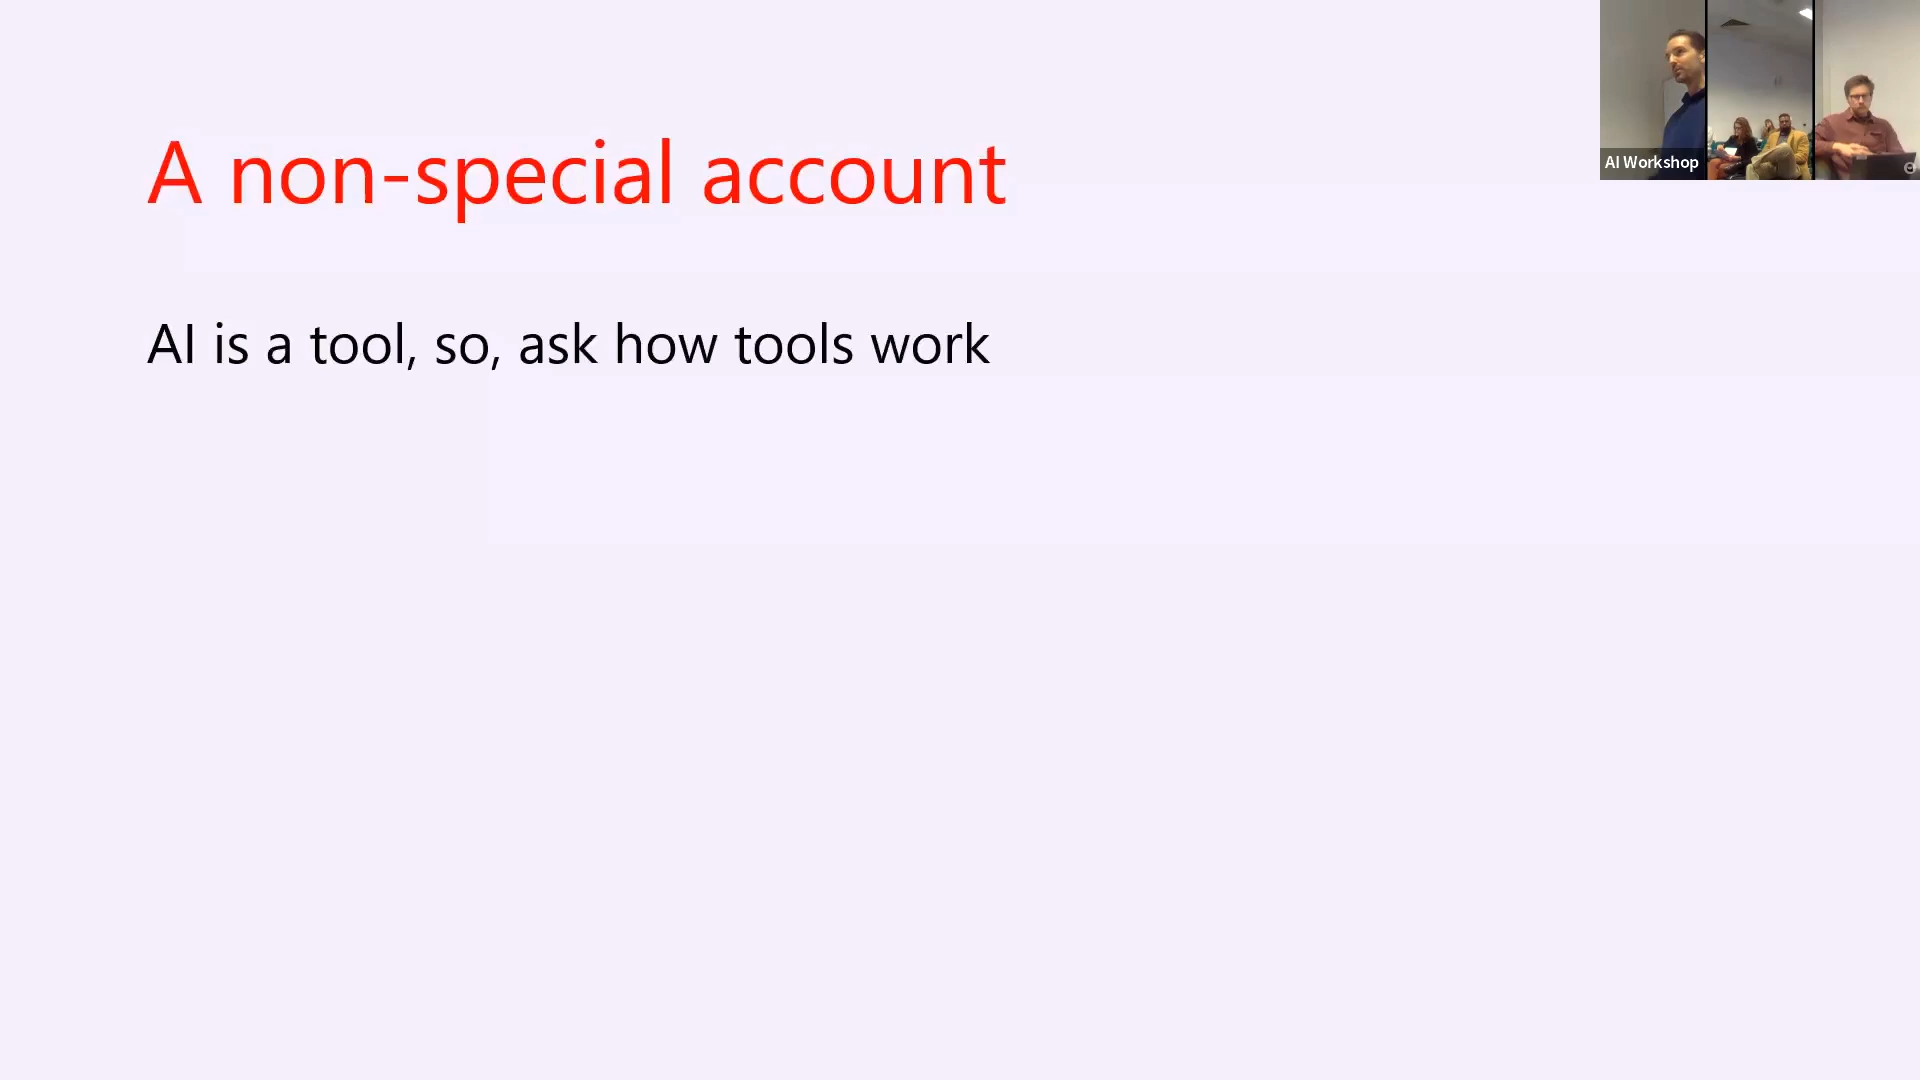 A non-special account
AI is a tool, so, ask how tools work
AI Workshop